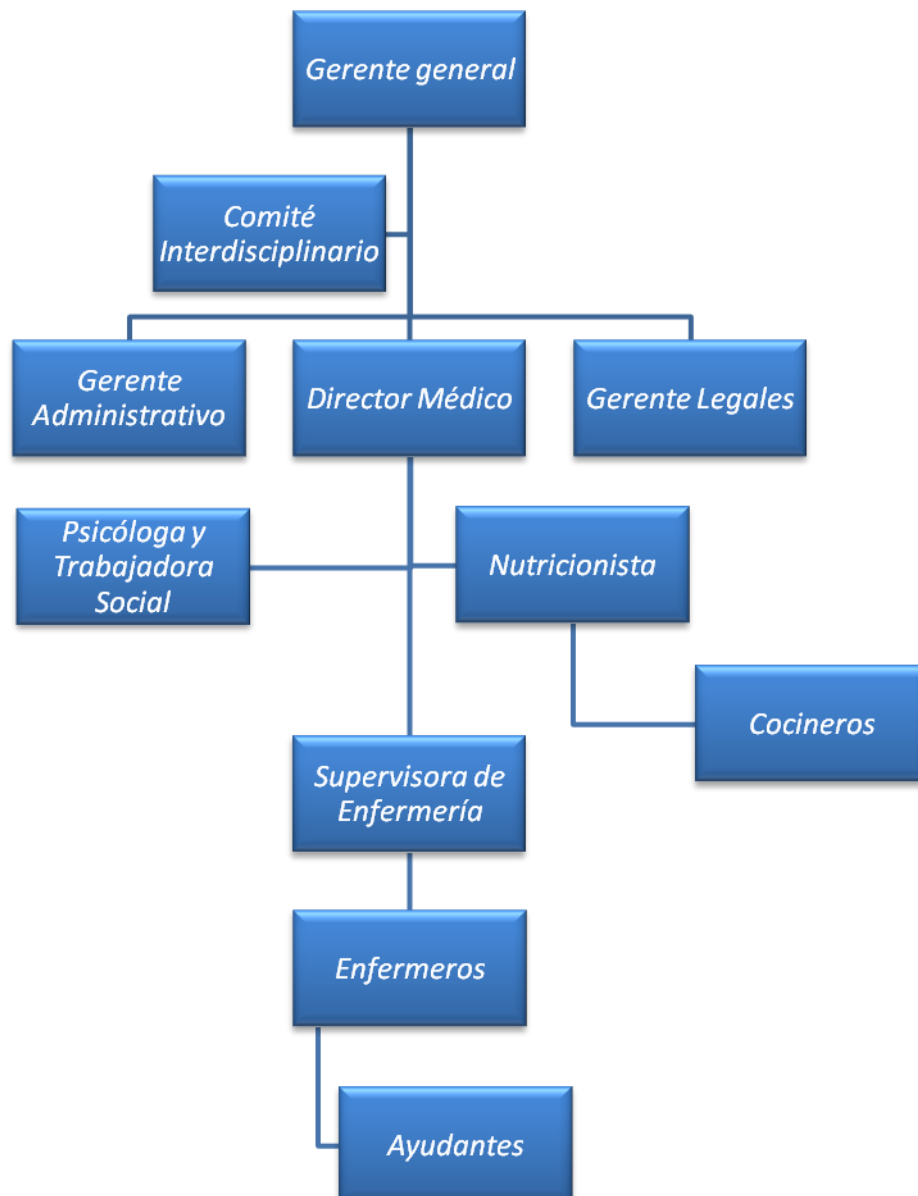 Gerente general
Comité
Interdisciplinario
Gerente
Administrativo
Director Médico
Gerente Legales
Psicóloga y
Trabajadora
Social
Nutricionista
Cocineros
Supervisora de
Enfermería
Enfermeros
Ayudantes